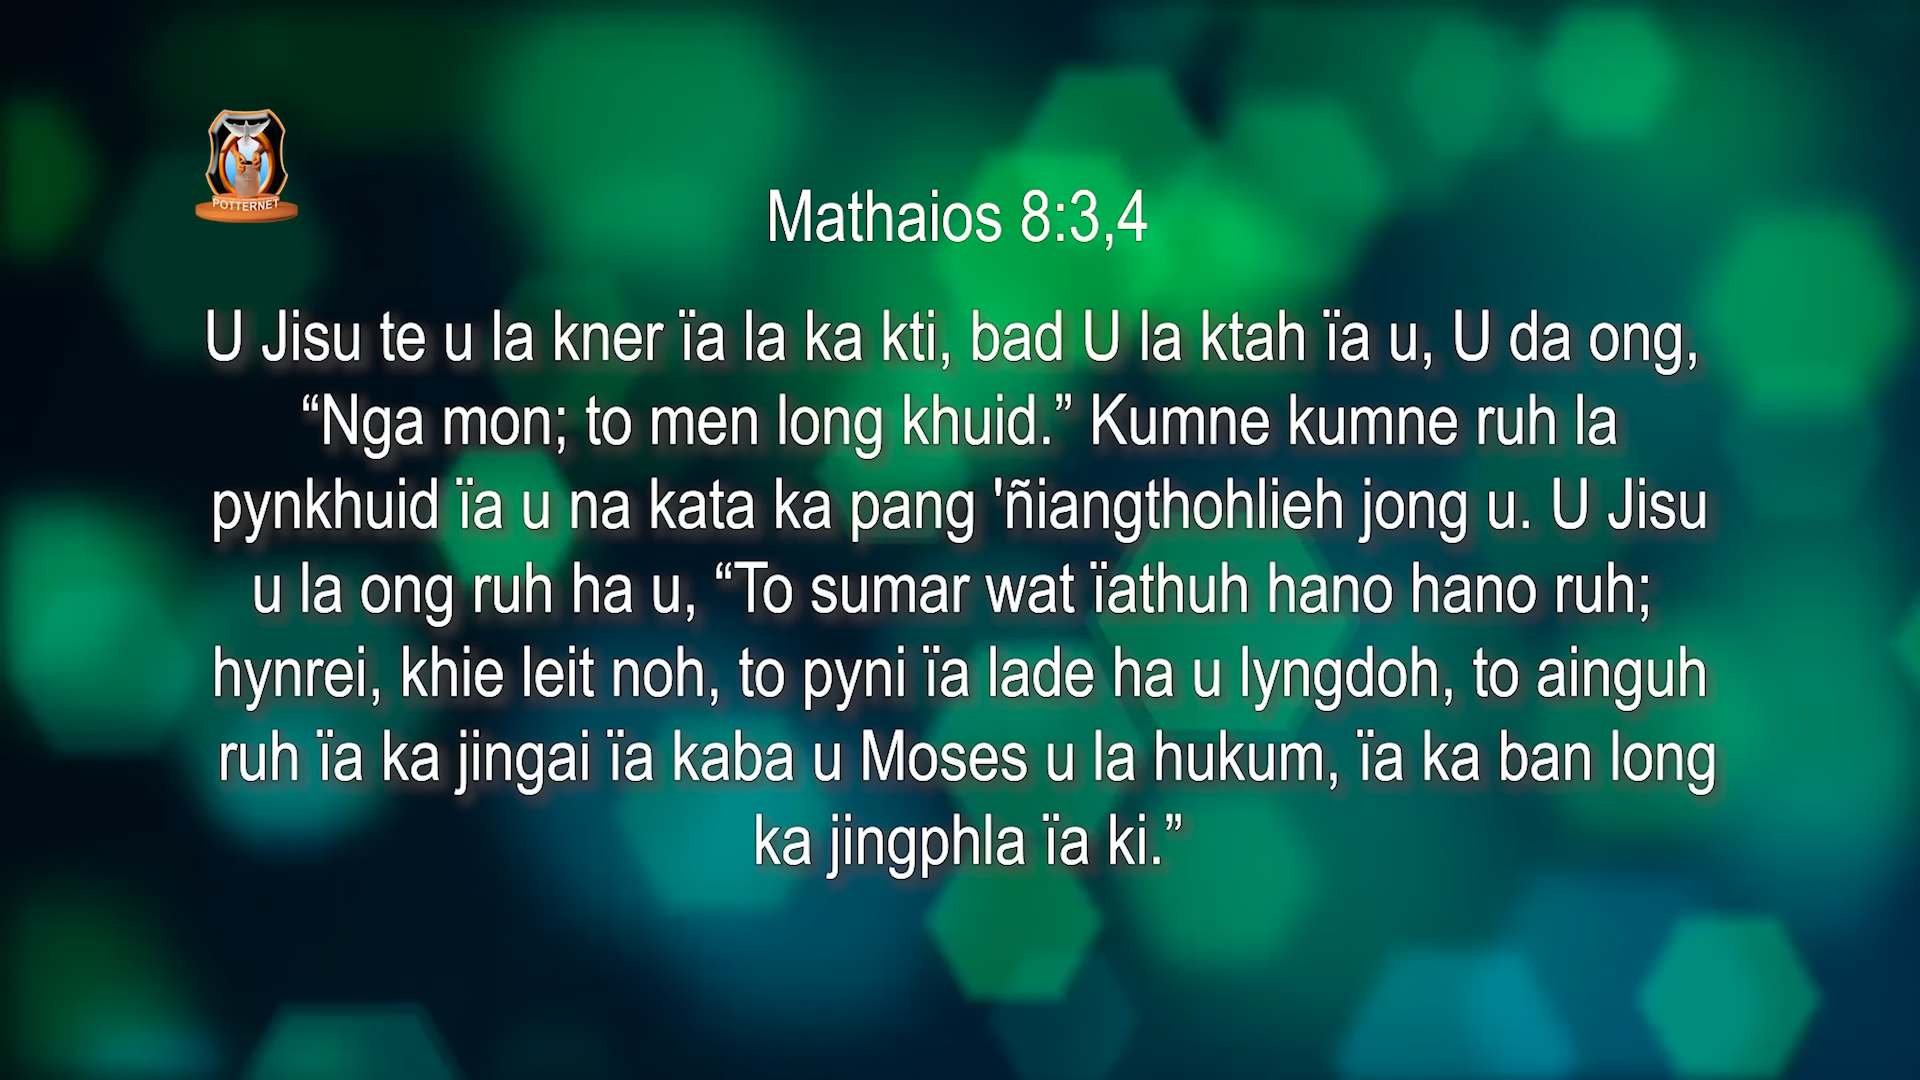 POTTERNET
Mathaios 8:3,4
U Jisu te u la kner ïa la ka kti, bad U la ktah ïa u, U da ong,
“Nga mon; to men long khuid.” Kumne kumne ruh la
pynkhuid ïa u na kata ka pang 'ñiangthohlieh jong u. U Jisu
u la ong ruh ha u, “To sumar wat ïathuh hano hano ruh;
hynrei, khie leit noh, to pyni ïa lade ha u lyngdoh, to ainguh
ruh ïa ka jingai ïa kaba u Moses u la hukum, ïa ka ban long
ka jingphla ïa ki.”